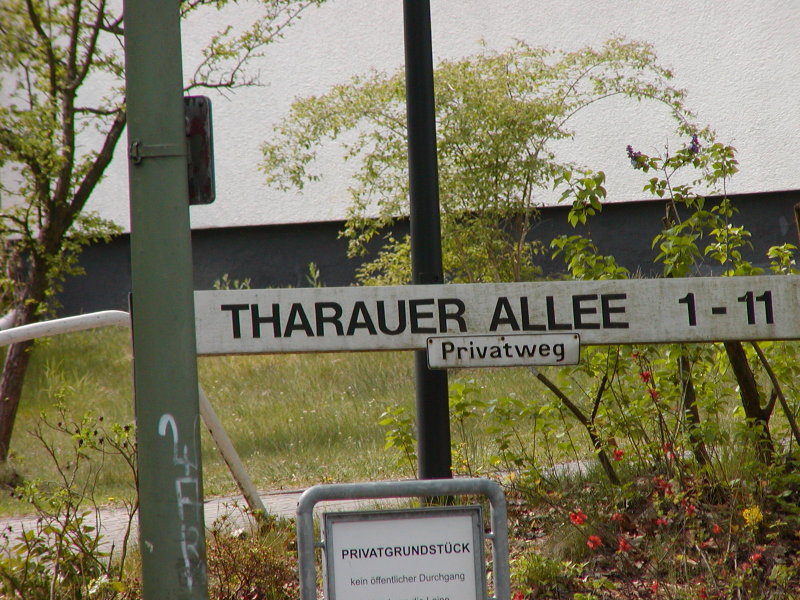 THARAUER ALLEE 1-11
Privatweg
PRIVATGRUNDSTÜCK
kein öffentlicher Durchgang